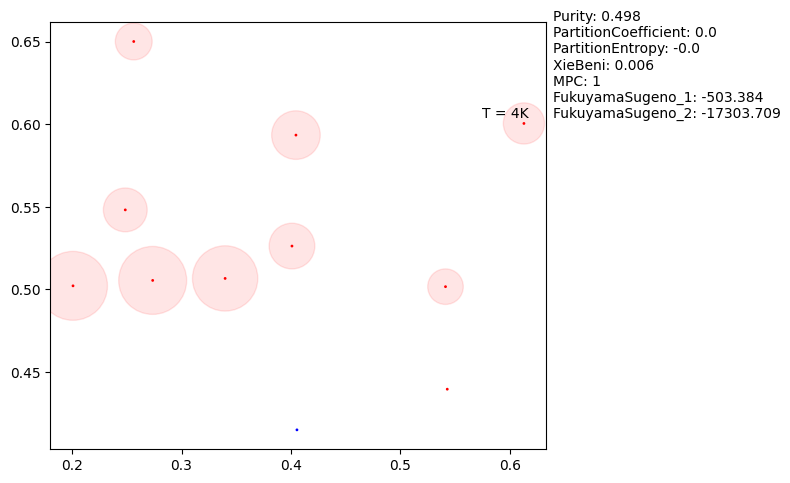 Purity: 0.498
PartitionCoefficient: 0.0
PartitionEntropy: -0.0
XieBeni: 0.006
MPC: 1
FukuyamaSugeno_1: -503.384
FukuyamaSugeno_2: -17303.709
T = 4K
0.65
0.60
0.55
0.50
0.45
0.2 0.3 0.4 0.5 0.6